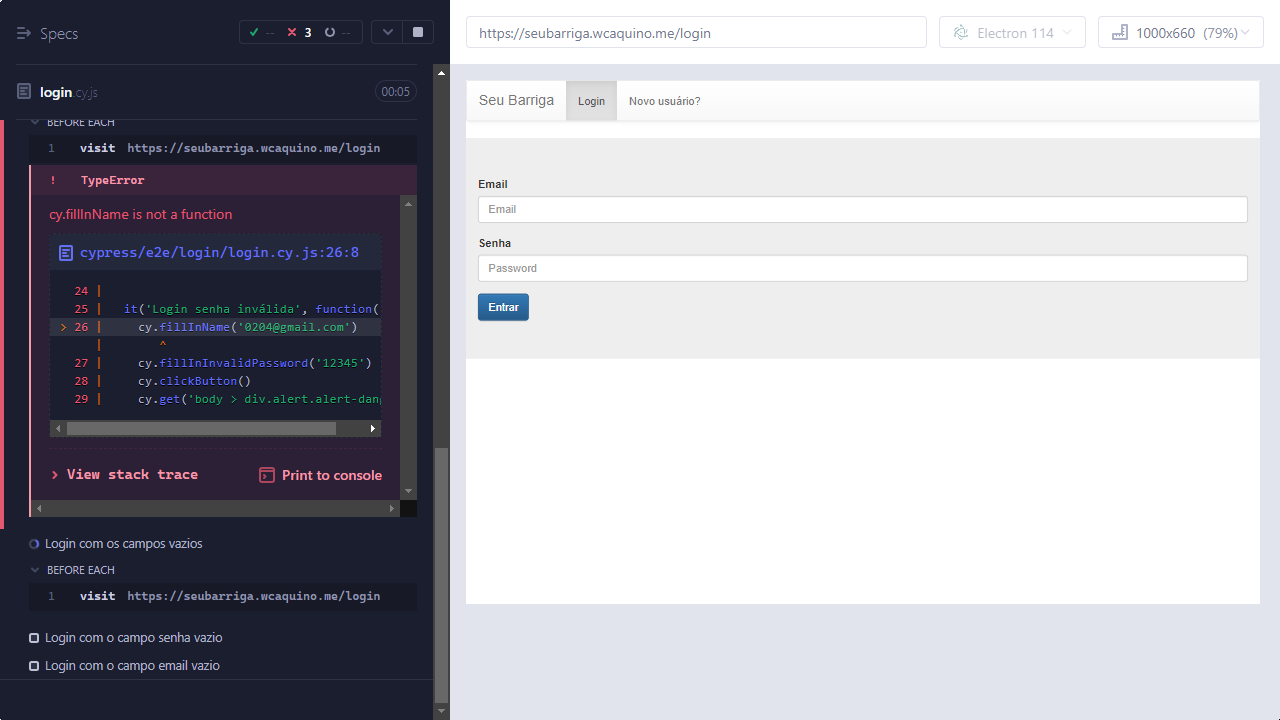 Specs
-- 3 --
https://seubarriga.wcaquino.me/login
Electron 114
1000x660 (79%)
login.cy.js
00:05
BEFORE EACH
1 visit https://seubarriga.wcaquino.me/login
! TypeError
cy.fillInName is not a function
cypress/e2e/login/login.cy.js:26:8
24 |
25 | it('Login senha inválida', function(
> 26 | cy.fillInName('0204@gmail.com')
| ^
27 | cy.fillInInvalidPassword('12345')
28 | cy.clickButton()
29 | cy.get('body > div.alert.alert-dang
> View stack trace
Print to console
Login com os campos vazios
BEFORE EACH
1 visit https://seubarriga.wcaquino.me/login
Login com o campo senha vazio
Login com o campo email vazio
Seu Barriga Login Novo usuário?
Email
Email
Senha
Password
Entrar